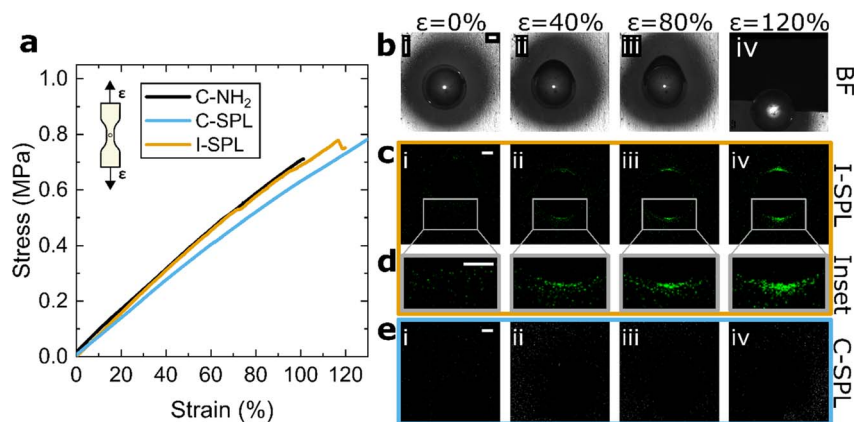 a
Stress (MPa)
1.0
0.8
0.6
0.4
0.2
0.0
0 20 40 60 80 100 120
Strain (%)
ε
ε
C-NH₂
C-SPL
I-SPL
ε=0% ε=40% ε=80% ε=120%
b i ii iii iv BF
c i ii iii iv I-SPL
d Inset
e i ii iii iv C-SPL